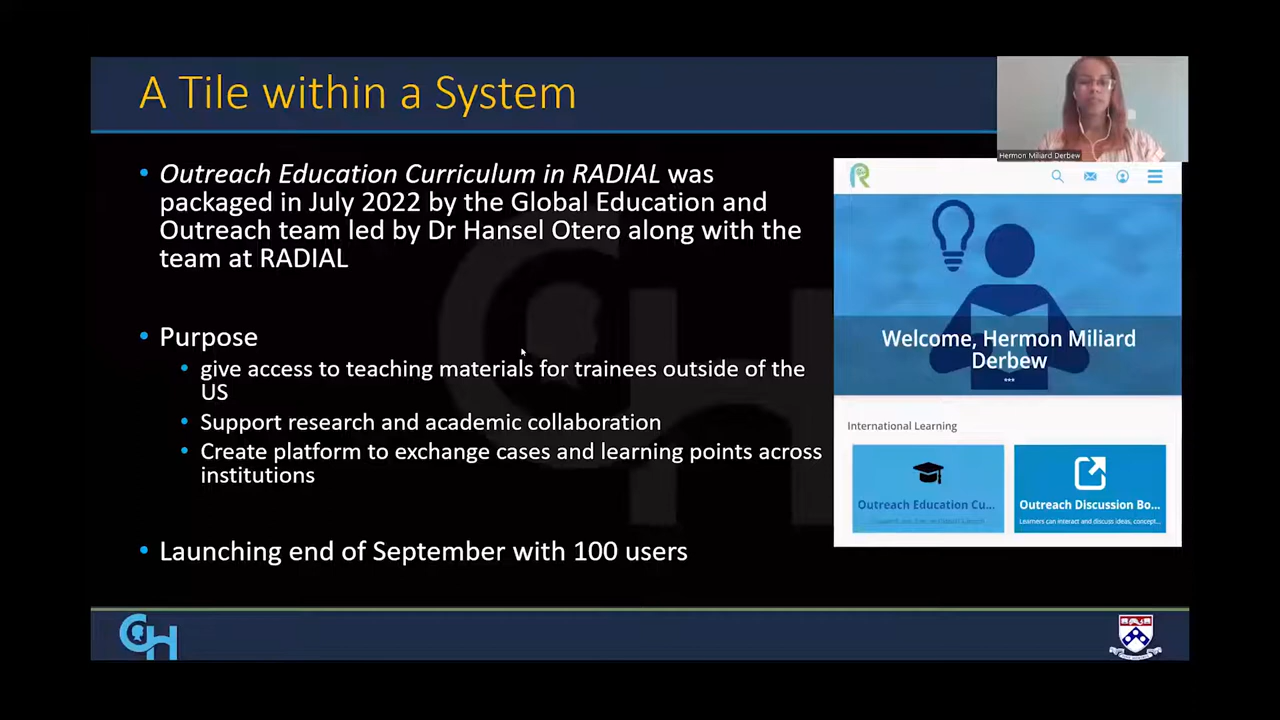 A Tile within a System
Hermon Miliard Derbew
• Outreach Education Curriculum in RADIAL was
packaged in July 2022 by the Global Education and
Outreach team led by Dr Hansel Otero along with the
team at RADIAL
• Purpose
• give access to teaching materials for trainees outside of the
US
• Support research and academic collaboration
• Create platform to exchange cases and learning points across
institutions
• Launching end of September with 100 users
R
Welcome, Hermon Miliard
Derbew
***
International Learning
Outreach Education Cu...
Outreach Discussion Bo...
Learners can interact and discuss ideas, concept...
CH